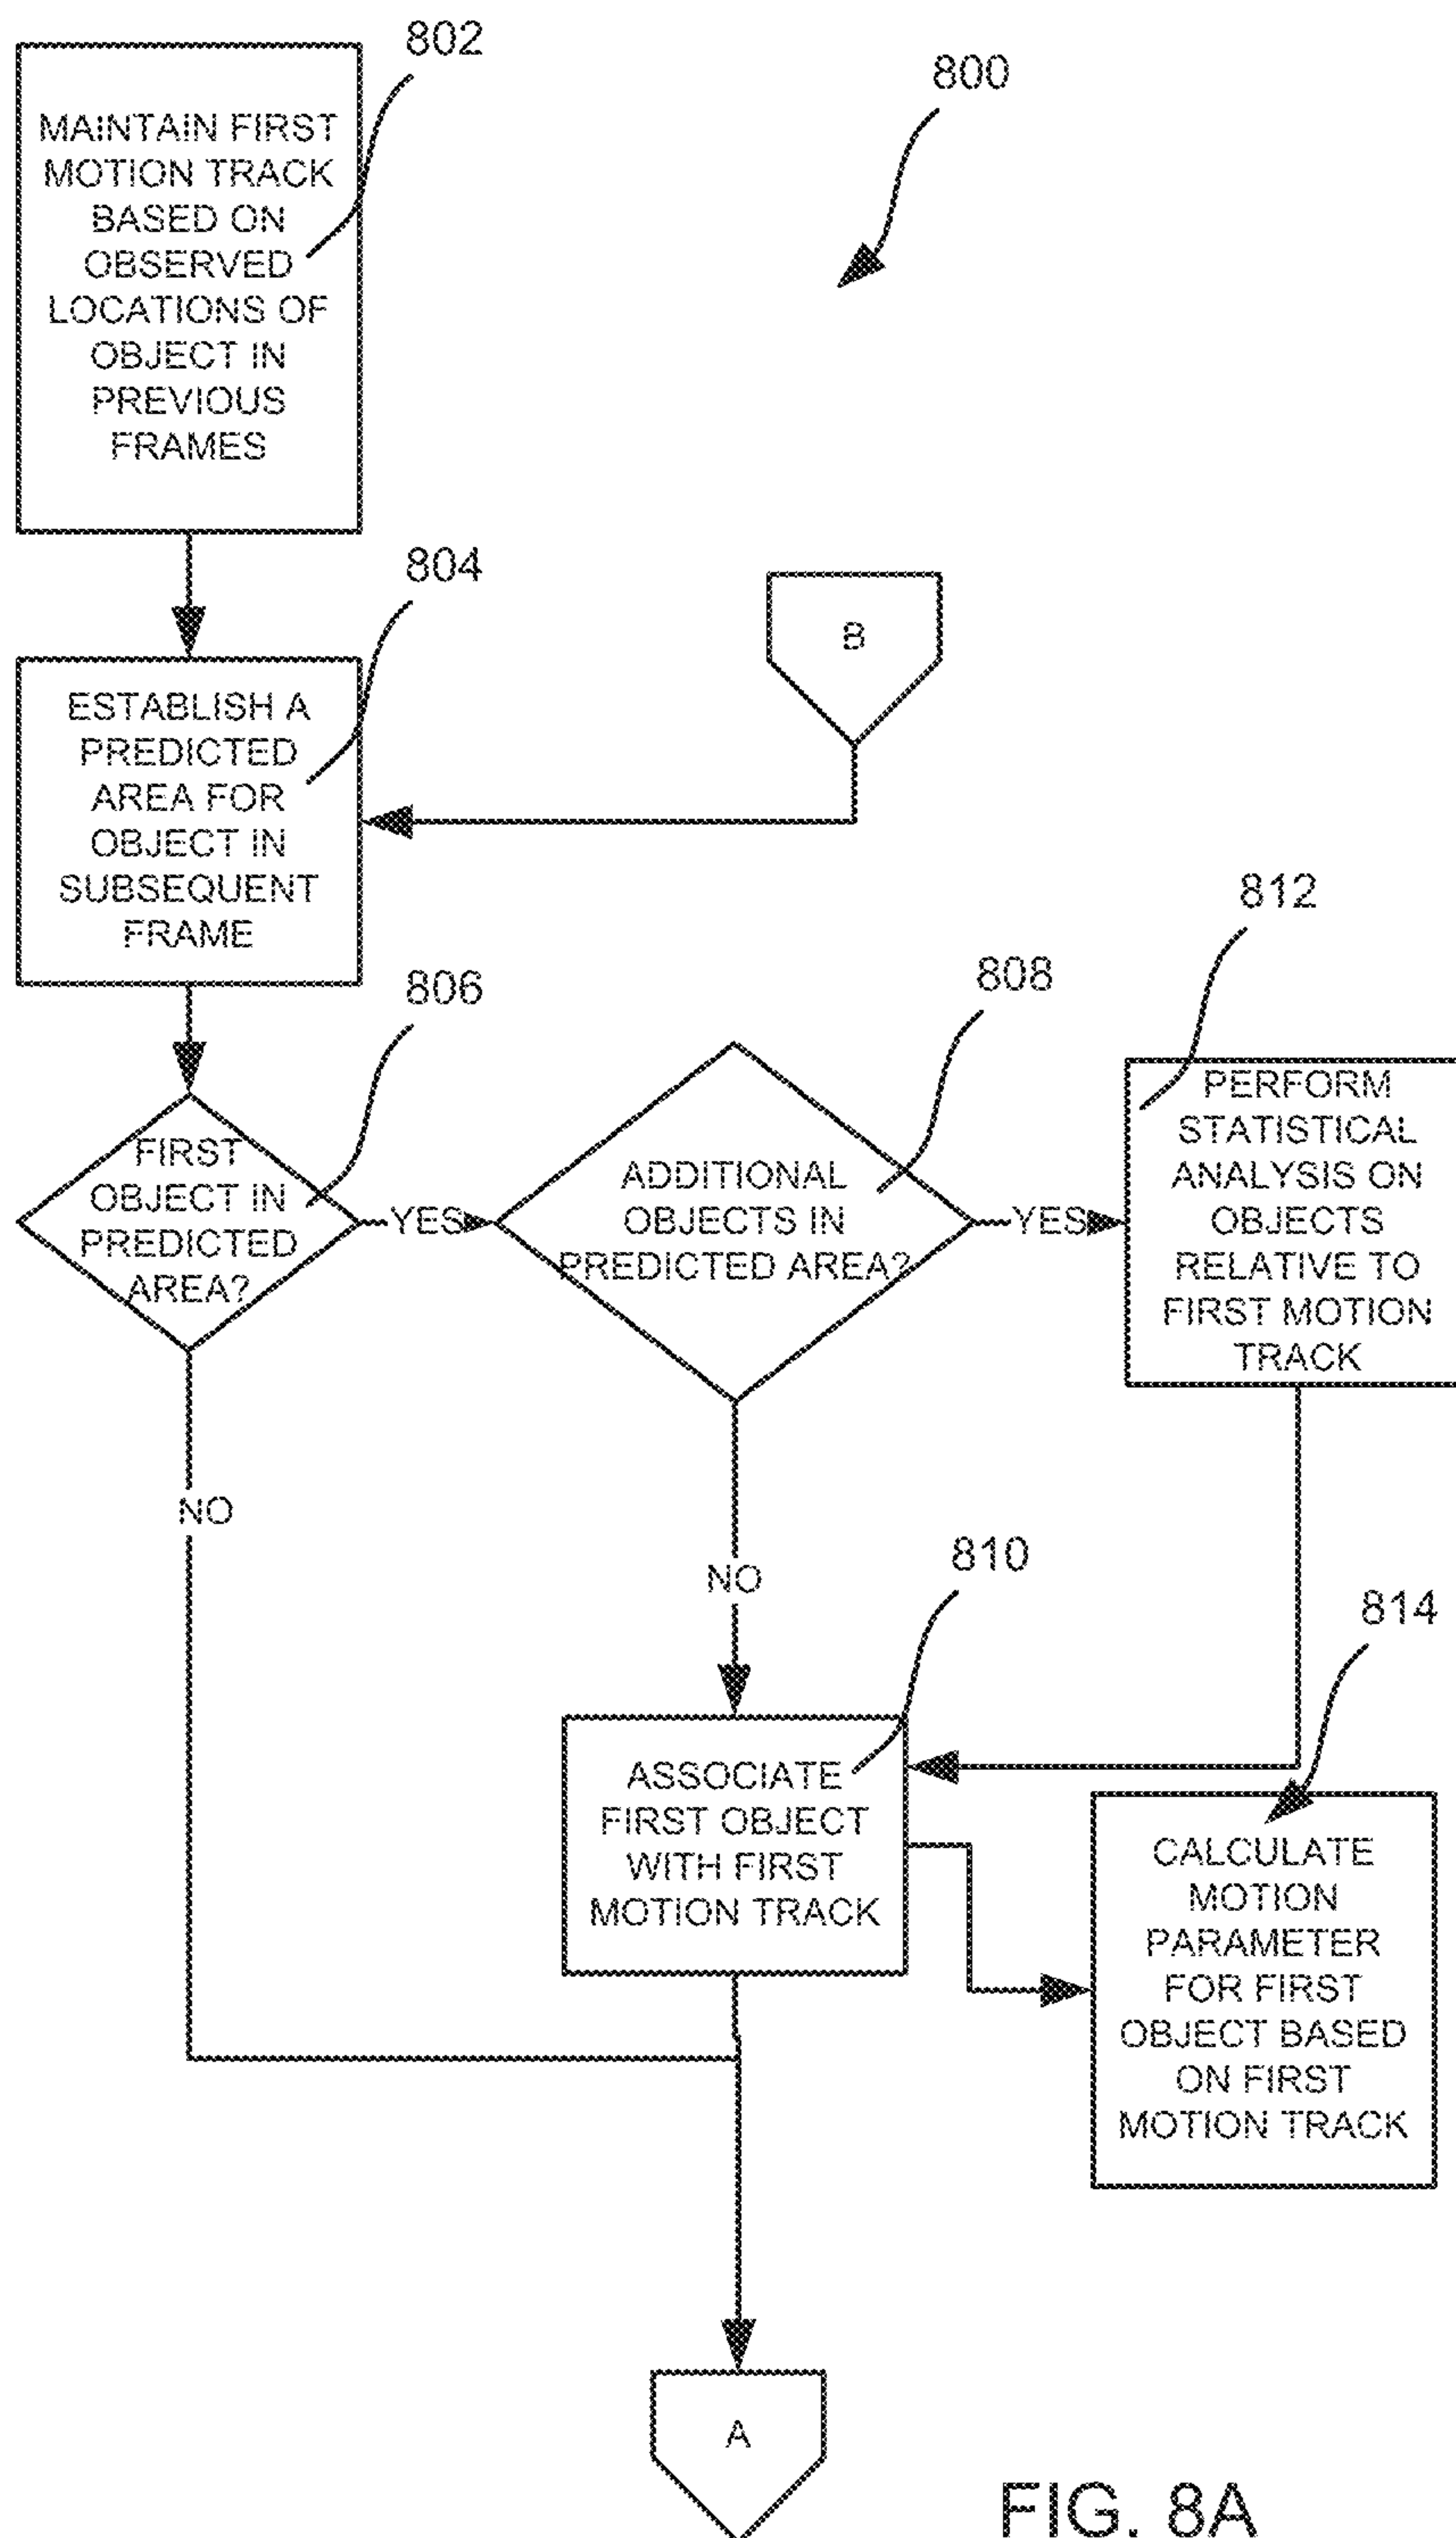 802
800
MAINTAIN FIRST
MOTION TRACK
BASED ON
OBSERVED
LOCATIONS OF
OBJECT IN
PREVIOUS
FRAMES
804
B
ESTABLISH A
PREDICTED
AREA FOR
OBJECT IN
SUBSEQUENT
FRAME
806
808
812
FIRST
OBJECT IN
PREDICTED
AREA?
YES
ADDITIONAL
OBJECTS IN
PREDICTED AREA?
YES
PERFORM
STATISTICAL
ANALYSIS ON
OBJECTS
RELATIVE TO
FIRST MOTION
TRACK
NO
NO
810
814
ASSOCIATE
FIRST OBJECT
WITH FIRST
MOTION TRACK
CALCULATE
MOTION
PARAMETER
FOR FIRST
OBJECT BASED
ON FIRST
MOTION TRACK
A
FIG. 8A